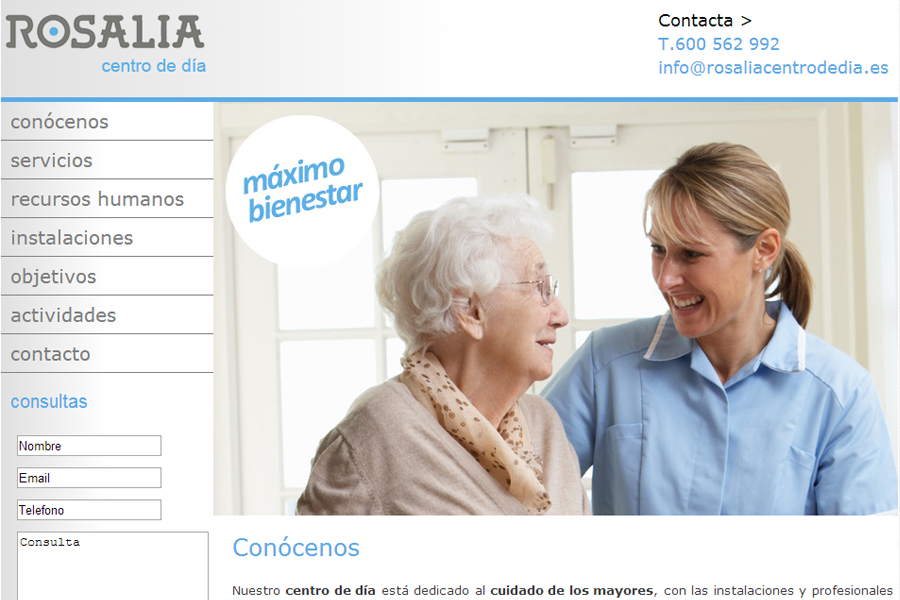 ROSALIA
centro de día
Contacta >
T.600 562 992
info@rosaliacentrodedia.es
conócenos
servicios
recursos humanos
instalaciones
objetivos
actividades
contacto
consultas
Nombre
Email
Telefono
Consulta
máximo
bienestar
Conócenos
Nuestro centro de día está dedicado al cuidado de los mayores, con las instalaciones y profesionales